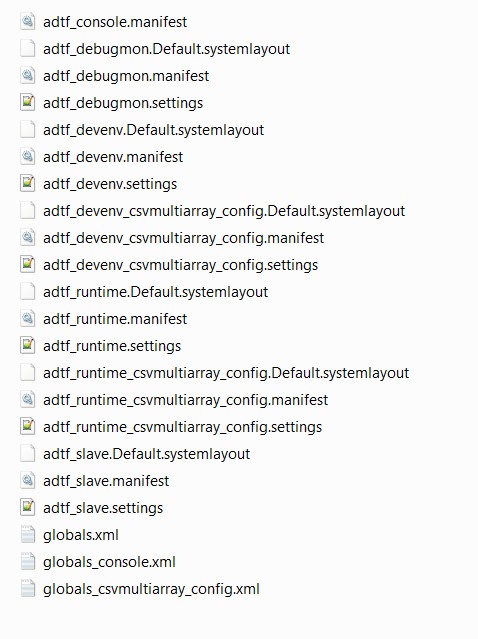 adtf_console.manifest
adtf_debugmon.Default.systemlayout
adtf_debugmon.manifest
adtf_debugmon.settings
adtf_devenv.Default.systemlayout
adtf_devenv.manifest
adtf_devenv.settings
adtf_devenv_csvmultiarray_config.Default.systemlayout
adtf_devenv_csvmultiarray_config.manifest
adtf_devenv_csvmultiarray_config.settings
adtf_runtime.Default.systemlayout
adtf_runtime.manifest
adtf_runtime.settings
adtf_runtime_csvmultiarray_config.Default.systemlayout
adtf_runtime_csvmultiarray_config.manifest
adtf_runtime_csvmultiarray_config.settings
adtf_slave.Default.systemlayout
adtf_slave.manifest
adtf_slave.settings
globals.xml
globals_console.xml
globals_csvmultiarray_config.xml